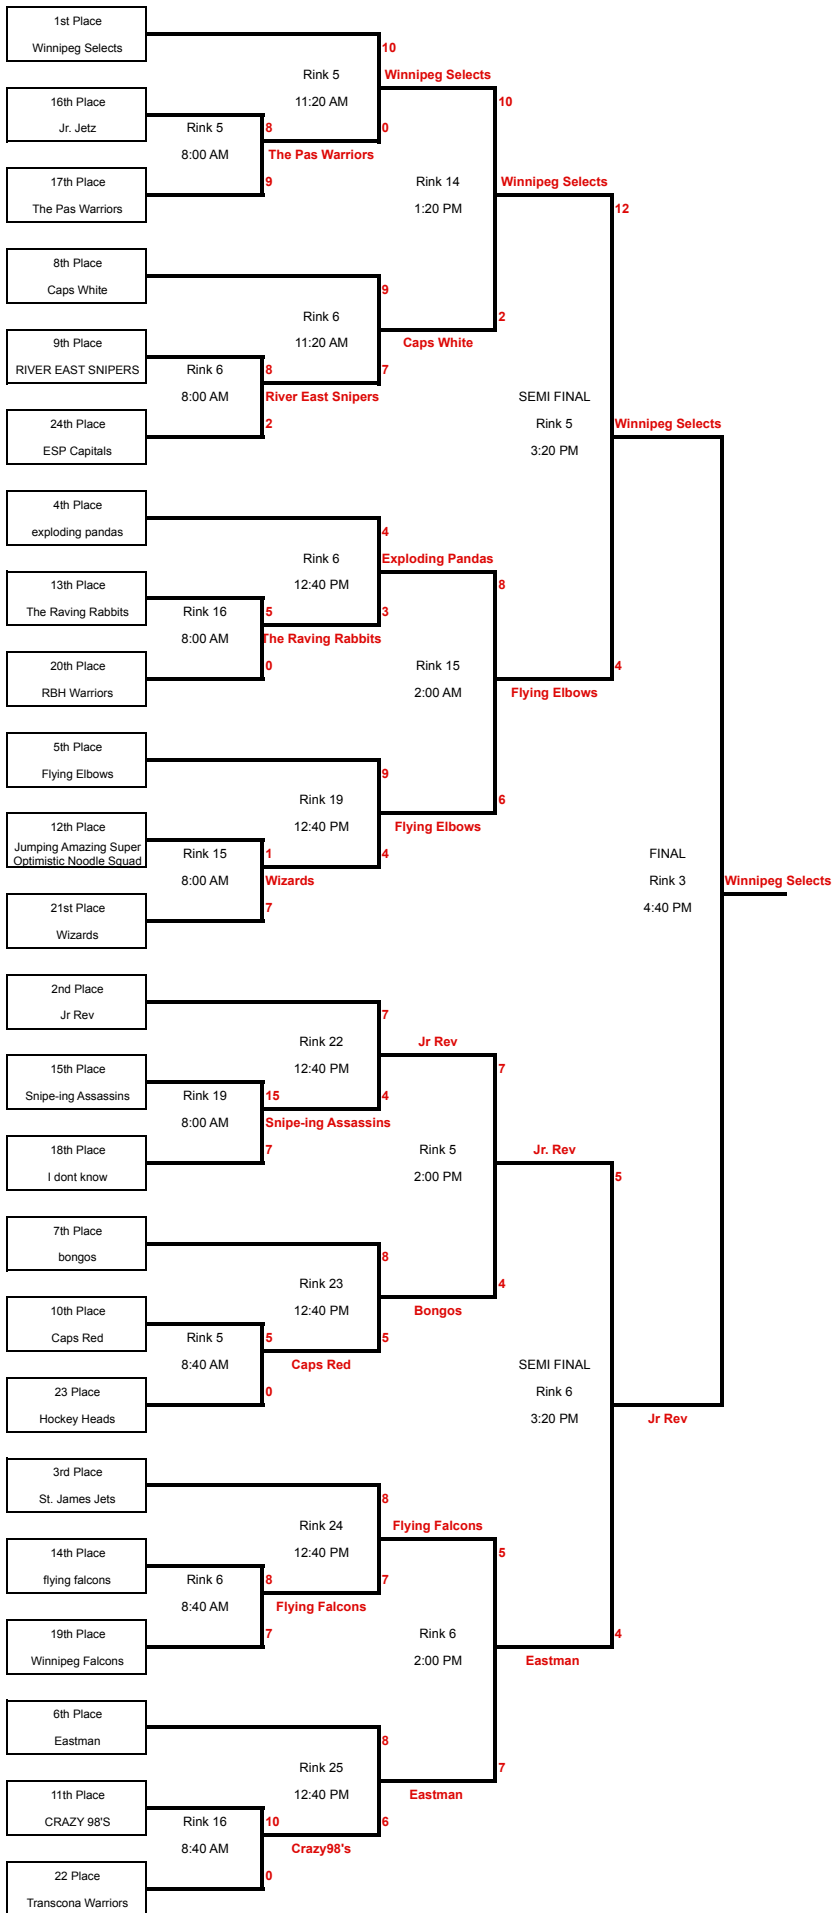 1st Place
Winnipeg Selects
10
Rink 5
Winnipeg Selects
11:20 AM
10
16th Place
Jr. Jetz
Rink 5
8
0
8:00 AM
The Pas Warriors
17th Place
The Pas Warriors
9
Rink 14
Winnipeg Selects
1:20 PM
12
8th Place
Caps White
9
Rink 6
2
11:20 AM
Caps White
9th Place
RIVER EAST SNIPERS
Rink 6
8
7
8:00 AM
River East Snipers
SEMI FINAL
24th Place
ESP Capitals
2
Rink 5
Winnipeg Selects
3:20 PM
4th Place
exploding pandas
4
Rink 6
Exploding Pandas
12:40 PM
8
13th Place
The Raving Rabbits
Rink 16
5
3
8:00 AM
The Raving Rabbits
20th Place
RBH Warriors
0
Rink 15
4
2:00 AM
Flying Elbows
5th Place
Flying Elbows
9
Rink 19
6
12:40 PM
Flying Elbows
12th Place
Jumping Amazing Super
Optimistic Noodle Squad
Rink 15
1
4
8:00 AM
Wizards
FINAL
21st Place
Wizards
7
Rink 3
Winnipeg Selects
4:40 PM
2nd Place
Jr Rev
7
Rink 22
Jr Rev
12:40 PM
7
15th Place
Snipe-ing Assassins
Rink 19
15
4
8:00 AM
Snipe-ing Assassins
18th Place
I dont know
7
Rink 5
Jr. Rev
2:00 PM
5
7th Place
bongos
8
Rink 23
4
12:40 PM
Bongos
10th Place
Caps Red
Rink 5
5
5
8:40 AM
Caps Red
SEMI FINAL
23 Place
Hockey Heads
0
Rink 6
3:20 PM
Jr Rev
3rd Place
St. James Jets
8
Rink 24
Flying Falcons
12:40 PM
5
14th Place
flying falcons
Rink 6
8
7
8:40 AM
Flying Falcons
19th Place
Winnipeg Falcons
7
Rink 6
4
2:00 PM
Eastman
6th Place
Eastman
8
Rink 25
7
12:40 PM
Eastman
11th Place
CRAZY 98'S
Rink 16
10
6
8:40 AM
Crazy98's
22 Place
Transcona Warriors
0